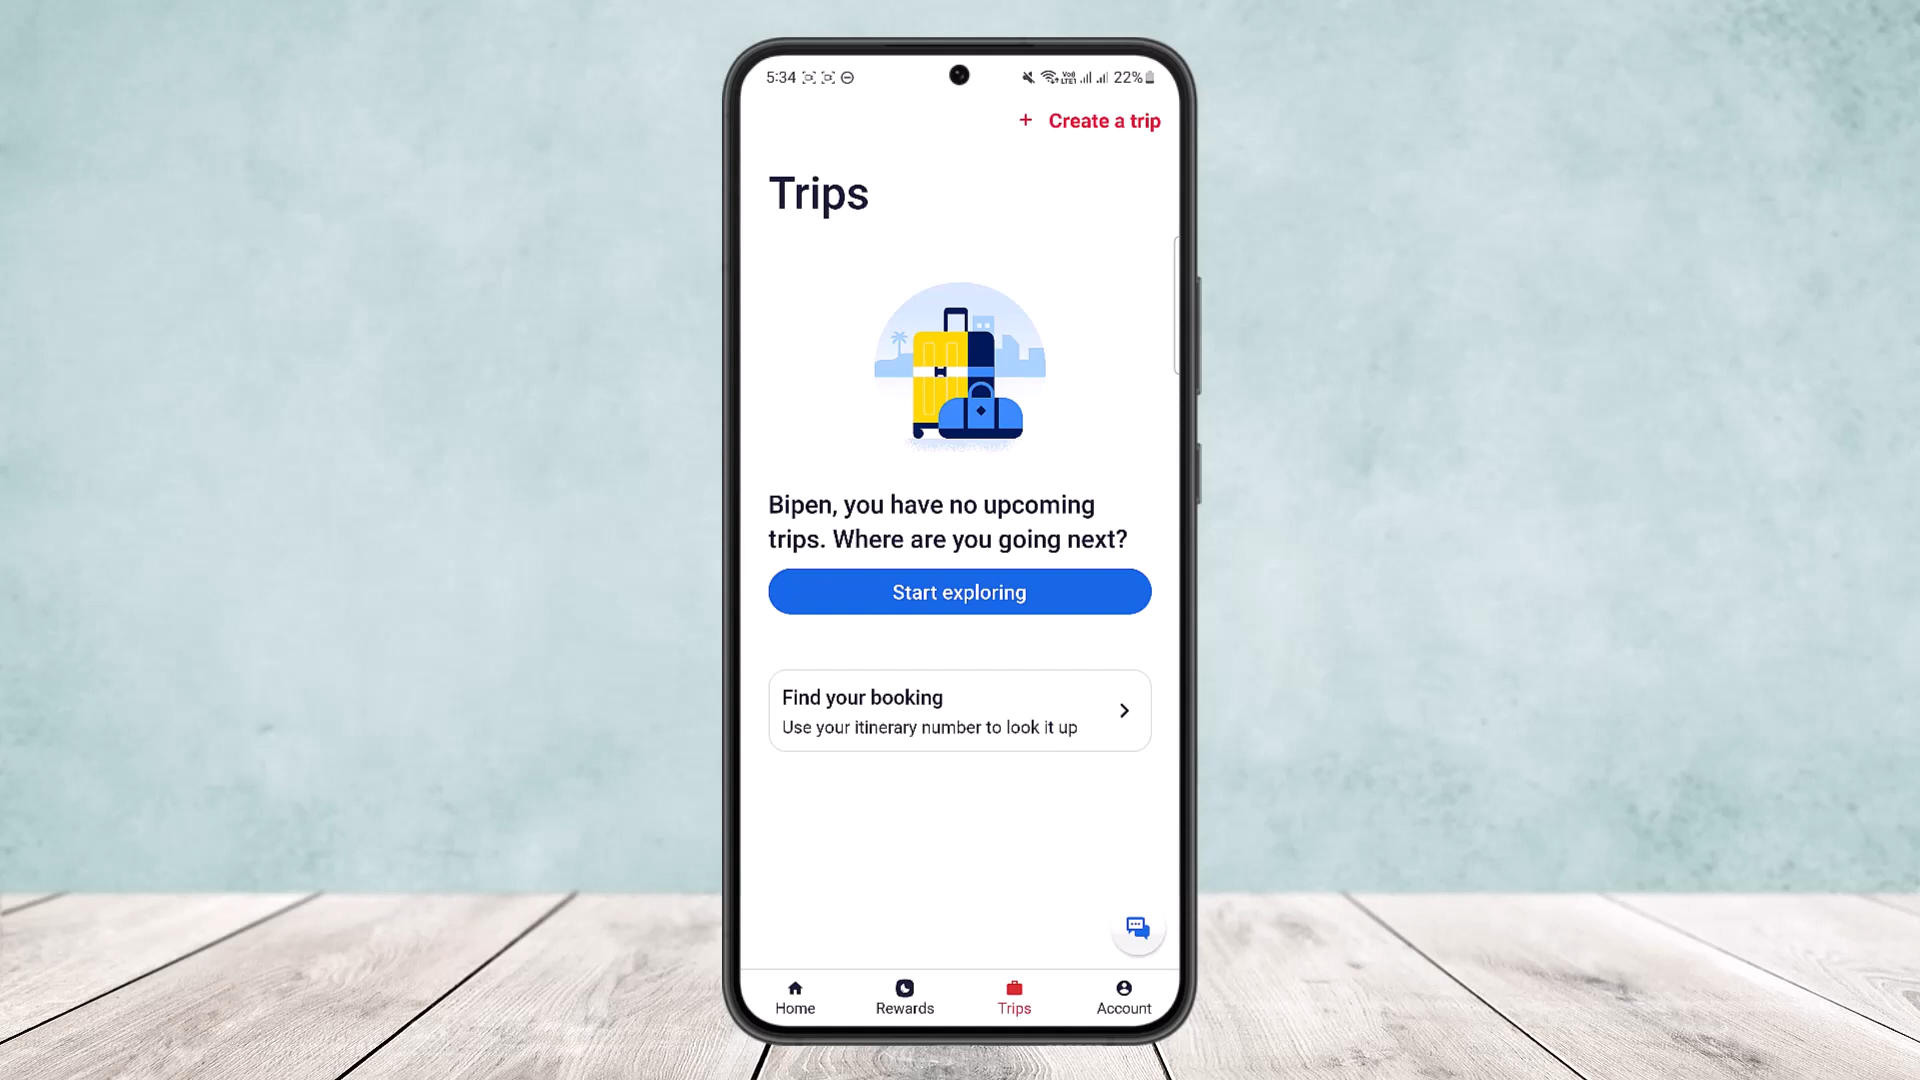 5:34
22%
+ Create a trip
Trips
Bipen, you have no upcoming
trips. Where are you going next?
Start exploring
Find your booking
Use your itinerary number to look it up
Home
Rewards
Trips
Account